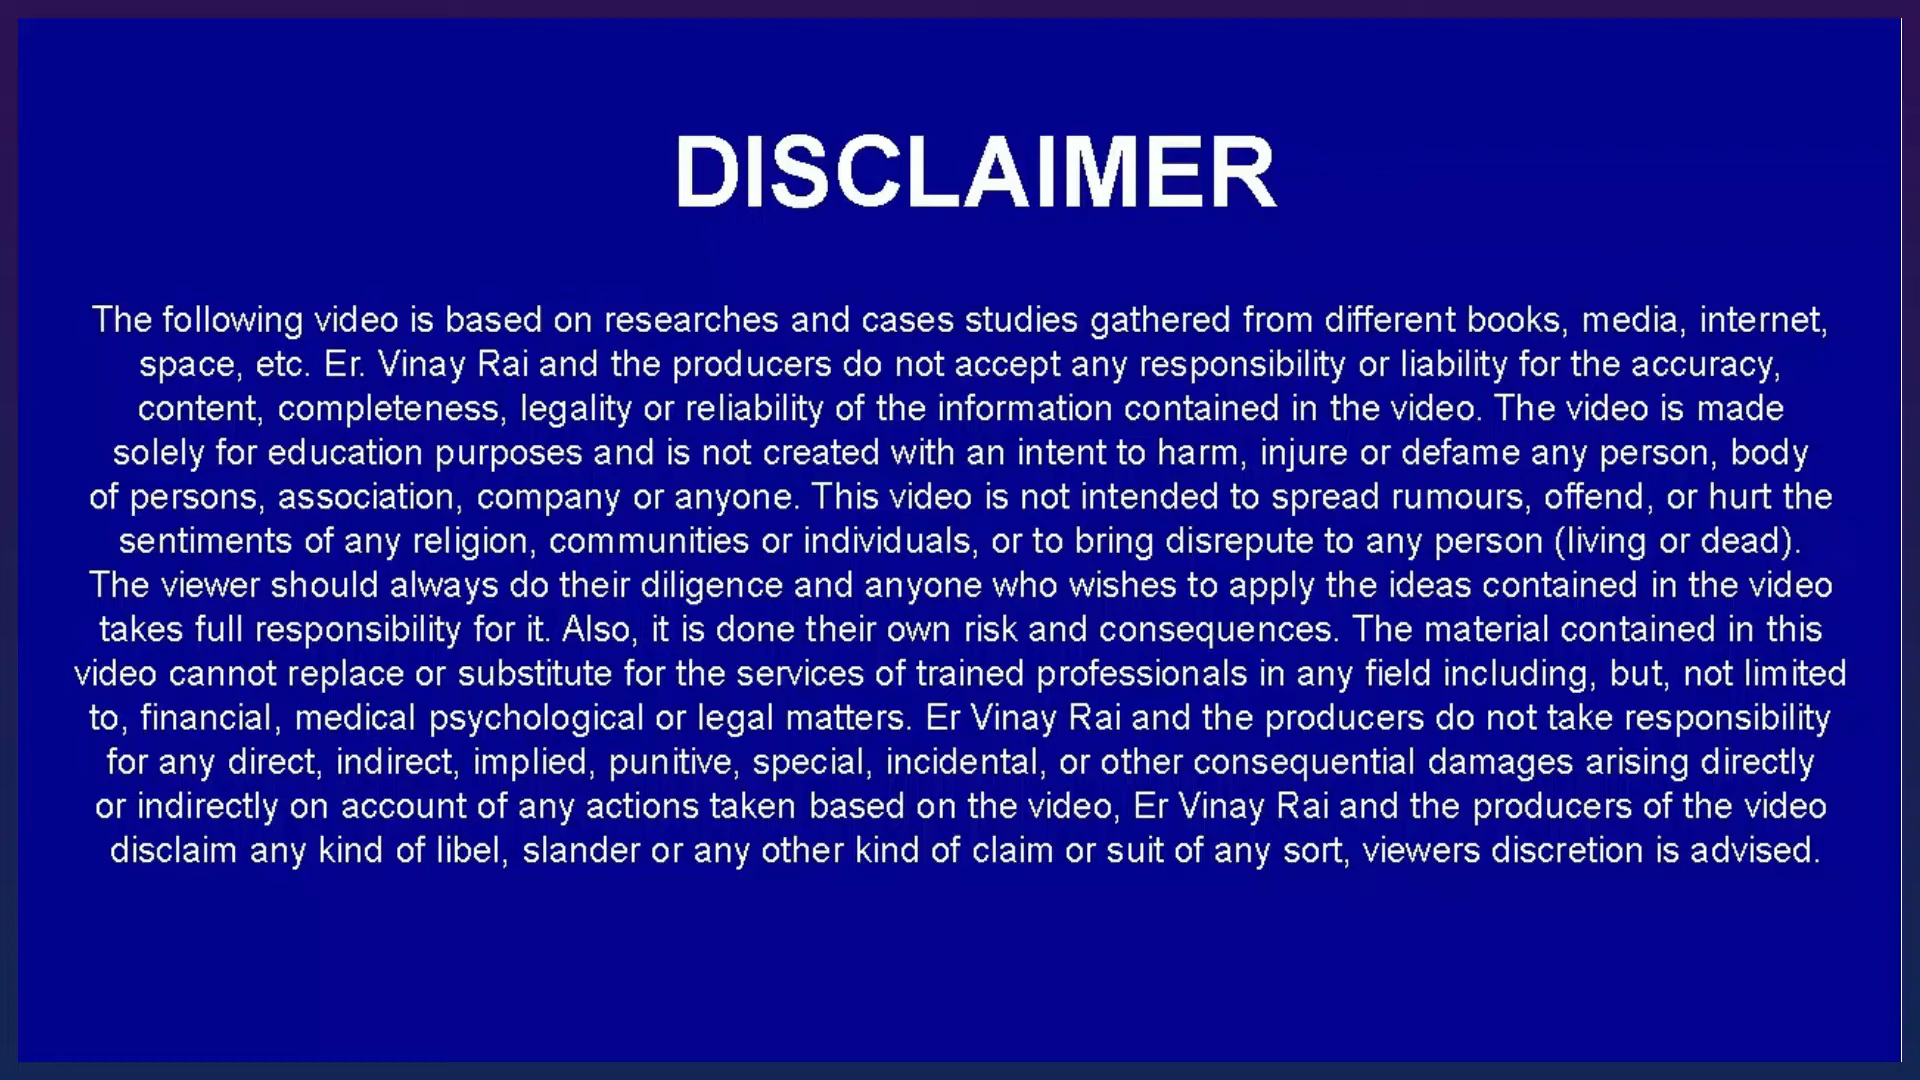 DISCLAIMER
The following video is based on researches and cases studies gathered from different books, media, internet,
space, etc. Er. Vinay Rai and the producers do not accept any responsibility or liability for the accuracy,
content, completeness, legality or reliability of the information contained in the video. The video is made
solely for education purposes and is not created with an intent to harm, injure or defame any person, body
of persons, association, company or anyone. This video is not intended to spread rumours, offend, or hurt the
sentiments of any religion, communities or individuals, or to bring disrepute to any person (living or dead).
The viewer should always do their diligence and anyone who wishes to apply the ideas contained in the video
takes full responsibility for it. Also, it is done their own risk and consequences. The material contained in this
video cannot replace or substitute for the services of trained professionals in any field including, but, not limited
to, financial, medical psychological or legal matters. Er Vinay Rai and the producers do not take responsibility
for any direct, indirect, implied, punitive, special, incidental, or other consequential damages arising directly
or indirectly on account of any actions taken based on the video, Er Vinay Rai and the producers of the video
disclaim any kind of libel, slander or any other kind of claim or suit of any sort, viewers discretion is advised.